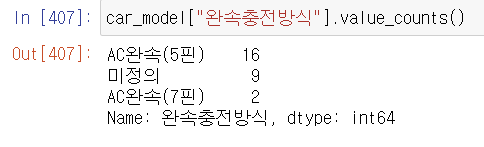 In [407]: car_model["완속충전방식"].value_counts()
Out[407]: AC완속(5핀)    16
미정의          9
AC완속(7핀)     2
Name: 완속충전방식, dtype: int64